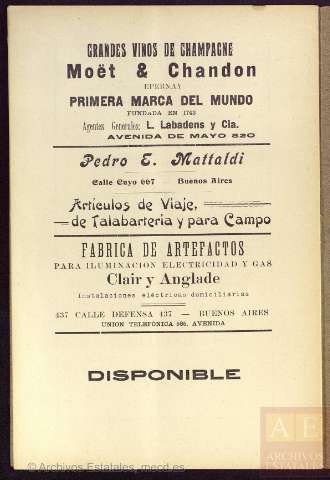 GRANDES VINOS DE CHAMPAGNE
Moët & Chandon
EPERNAY
PRIMERA MARCA DEL MUNDO
FUNDADA EN 1743
Agentes Generales: L. Labadens y Cia.
AVENIDA DE MAYO 820
Pedro E. Mattaldi
Calle Cuyo 667 — Buenos Aires
Artículos de Viaje,
de Talabartería y para Campo
FABRICA DE ARTEFACTOS
PARA ILUMINACION ELECTRICIDAD Y GAS
Clair y Anglade
Instalaciones eléctricas domiciliarias
437 CALLE DEFENSA 437 — BUENOS AIRES
UNION TELEFÓNICA 566, AVENIDA
DISPONIBLE
AE
ARCHIVOS
ESTATALES
© Archivos Estatales, mecd.es